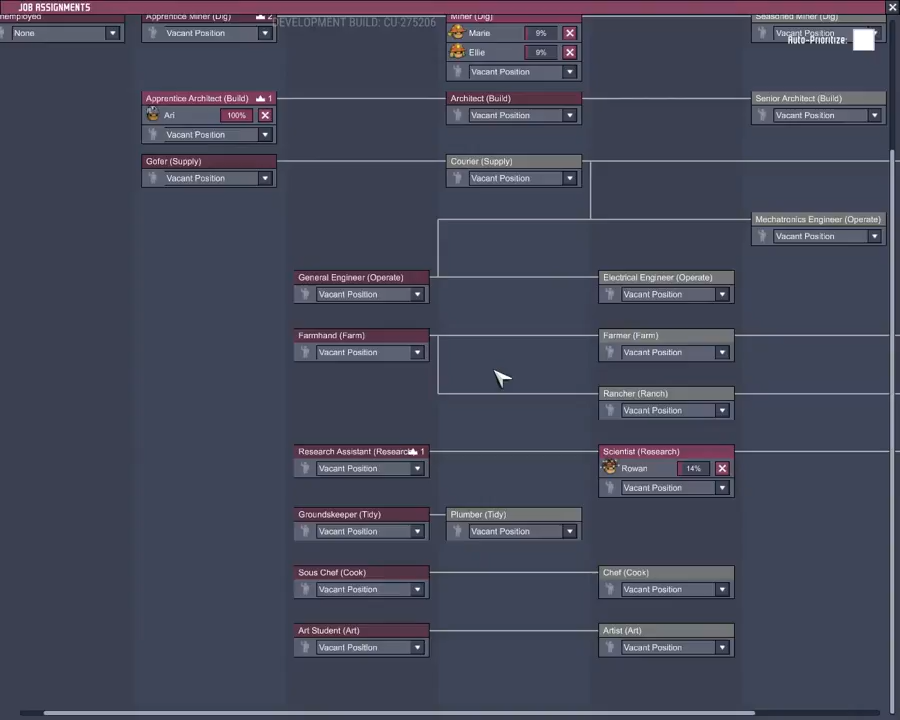 JOB ASSIGNMENTS
Apprentice Miner (Dig) 2
DEVELOPMENT BUILD: CU-275206
Miner (Dig)
Seasoned Miner (Dig)
None
Vacant Position
Marie 9%
Vacant Position
Auto-Prioritize:
Ellie 9%
Vacant Position
Apprentice Architect (Build) 1
Architect (Build)
Senior Architect (Build)
Ari 100%
Vacant Position
Vacant Position
Vacant Position
Gofer (Supply)
Courier (Supply)
Vacant Position
Vacant Position
Mechatronics Engineer (Operate)
Vacant Position
General Engineer (Operate)
Electrical Engineer (Operate)
Vacant Position
Vacant Position
Farmhand (Farm)
Farmer (Farm)
Vacant Position
Vacant Position
Rancher (Ranch)
Vacant Position
Research Assistant (Research 1
Scientist (Research)
Vacant Position
Rowan 14%
Vacant Position
Groundskeeper (Tidy)
Plumber (Tidy)
Vacant Position
Vacant Position
Sous Chef (Cook)
Chef (Cook)
Vacant Position
Vacant Position
Art Student (Art)
Artist (Art)
Vacant Position
Vacant Position